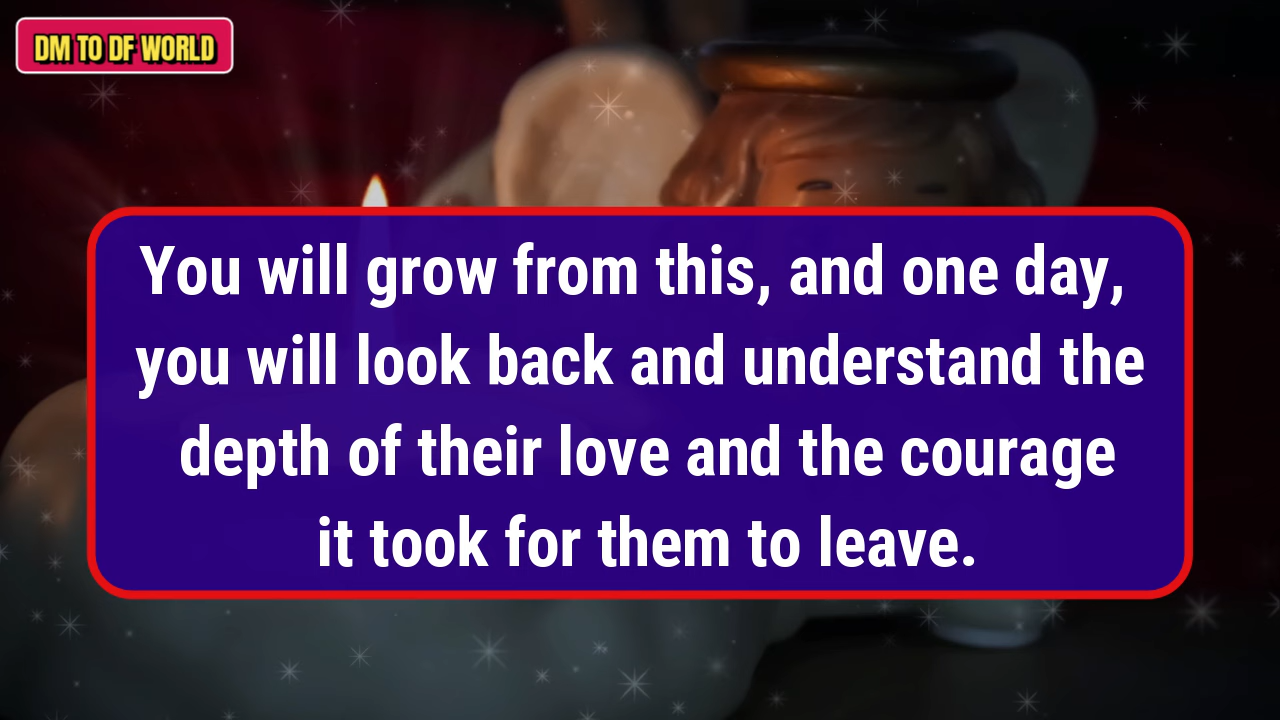 DM TO DF WORLD
You will grow from this, and one day,
you will look back and understand the
depth of their love and the courage
it took for them to leave.